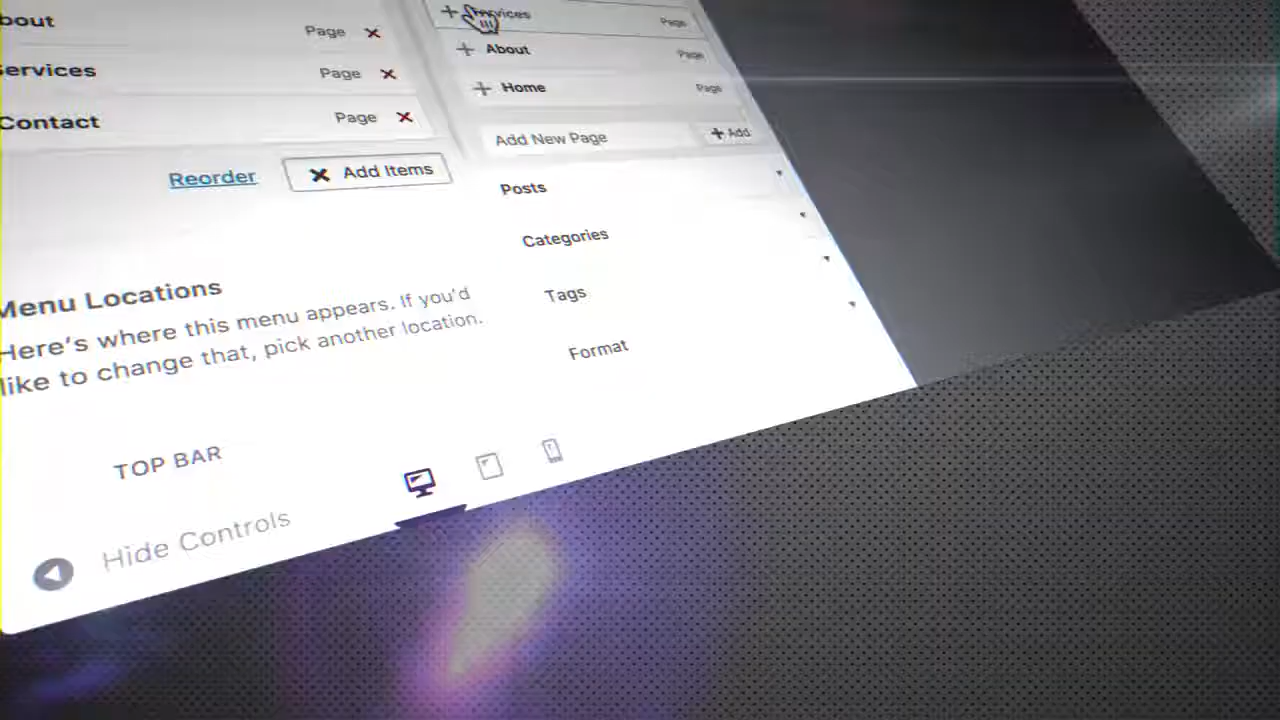 bout
Page
ervices
Page
Contact
Page
Reorder
Add Items
Menu Locations
Here's where this menu appears. If you'd
like to change that, pick another location.
TOP BAR
Hide Controls
Services
Page
About
Page
Home
Page
Add New Page
Add
Posts
Categories
Tags
Format